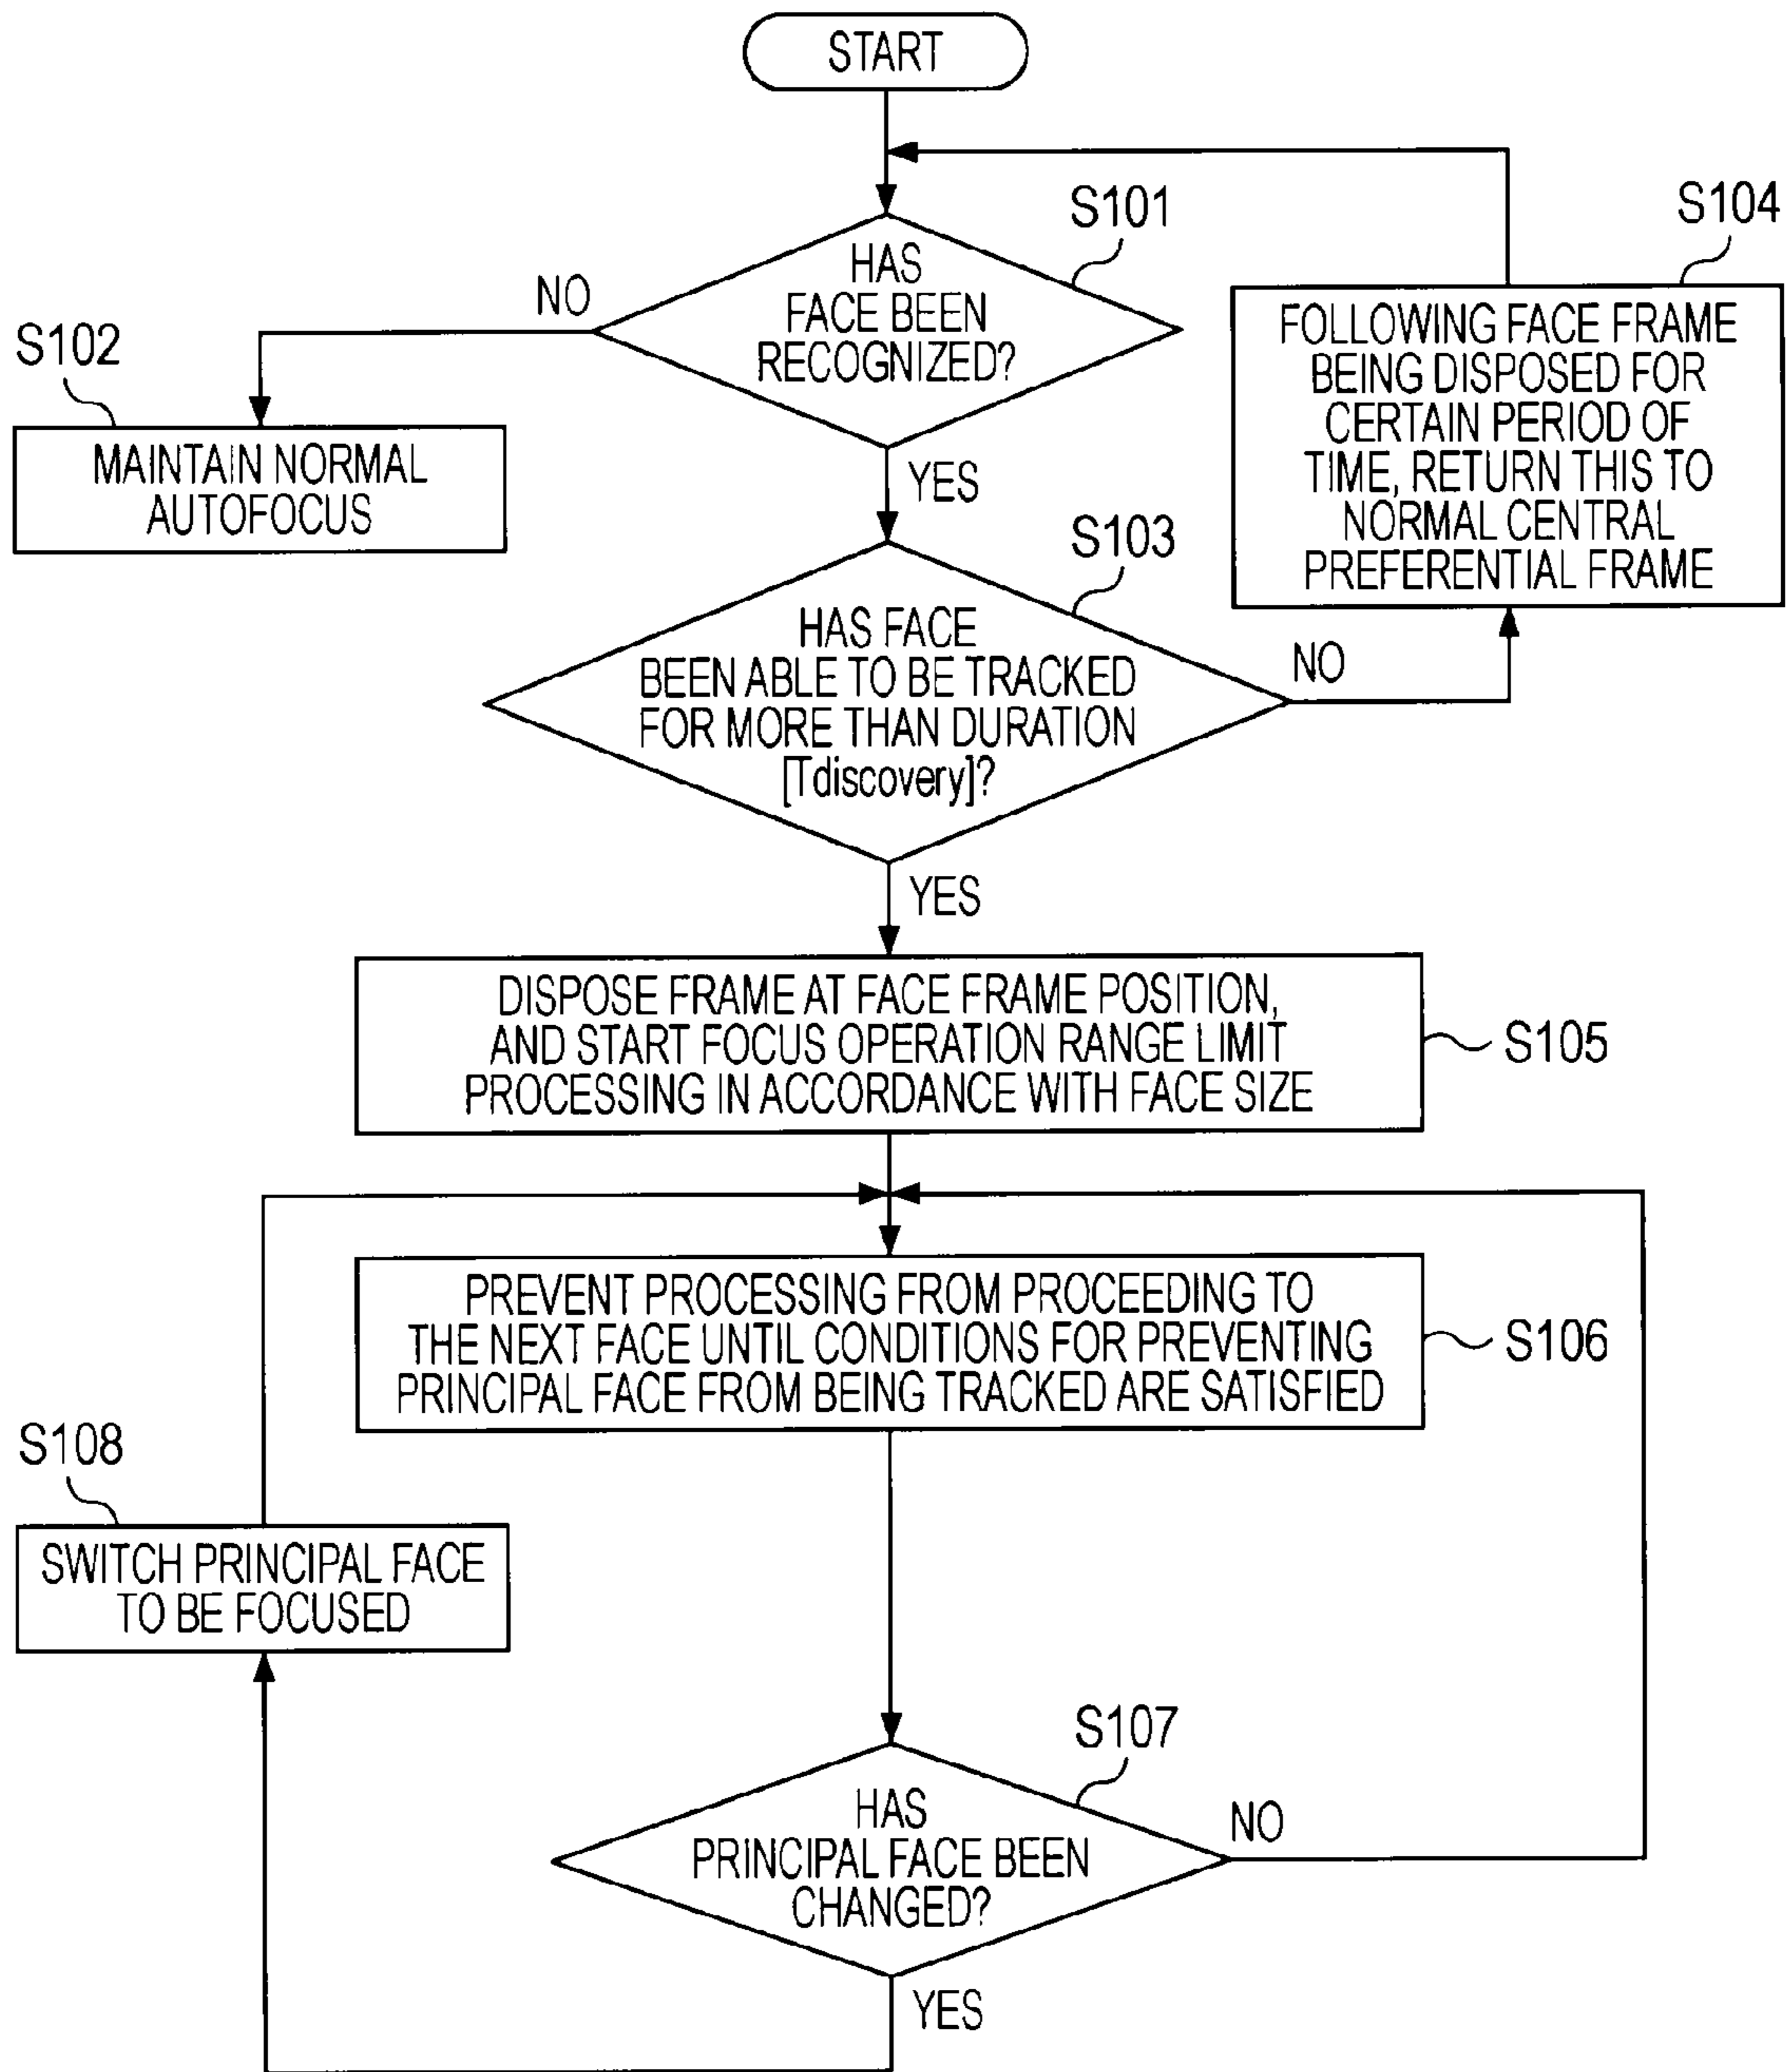 START
S101
HAS
FACE BEEN
RECOGNIZED?
NO
YES
S102
MAINTAIN NORMAL
AUTOFOCUS
S104
FOLLOWING FACE FRAME
BEING DISPOSED FOR
CERTAIN PERIOD OF
TIME, RETURN THIS TO
NORMAL CENTRAL
PREFERENTIAL FRAME
S103
HAS FACE
BEEN ABLE TO BE TRACKED
FOR MORE THAN DURATION
[Tdiscovery]?
NO
YES
DISPOSE FRAME AT FACE FRAME POSITION,
AND START FOCUS OPERATION RANGE LIMIT
PROCESSING IN ACCORDANCE WITH FACE SIZE
S105
PREVENT PROCESSING FROM PROCEEDING TO
THE NEXT FACE UNTIL CONDITIONS FOR PREVENTING
PRINCIPAL FACE FROM BEING TRACKED ARE SATISFIED
S106
S108
SWITCH PRINCIPAL FACE
TO BE FOCUSED
S107
HAS
PRINCIPAL FACE BEEN
CHANGED?
NO
YES